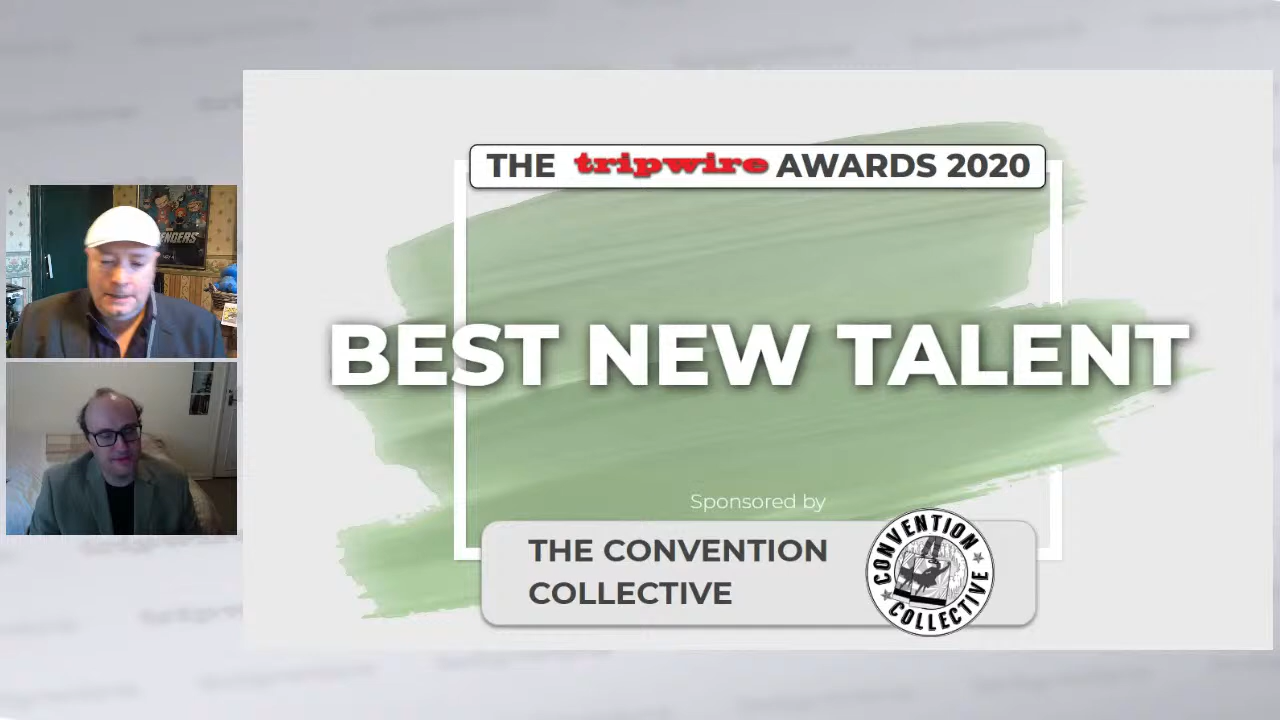 THE tripwire AWARDS 2020
BEST NEW TALENT
Sponsored by
THE CONVENTION
COLLECTIVE
CONVENTION
COLLECTIVE